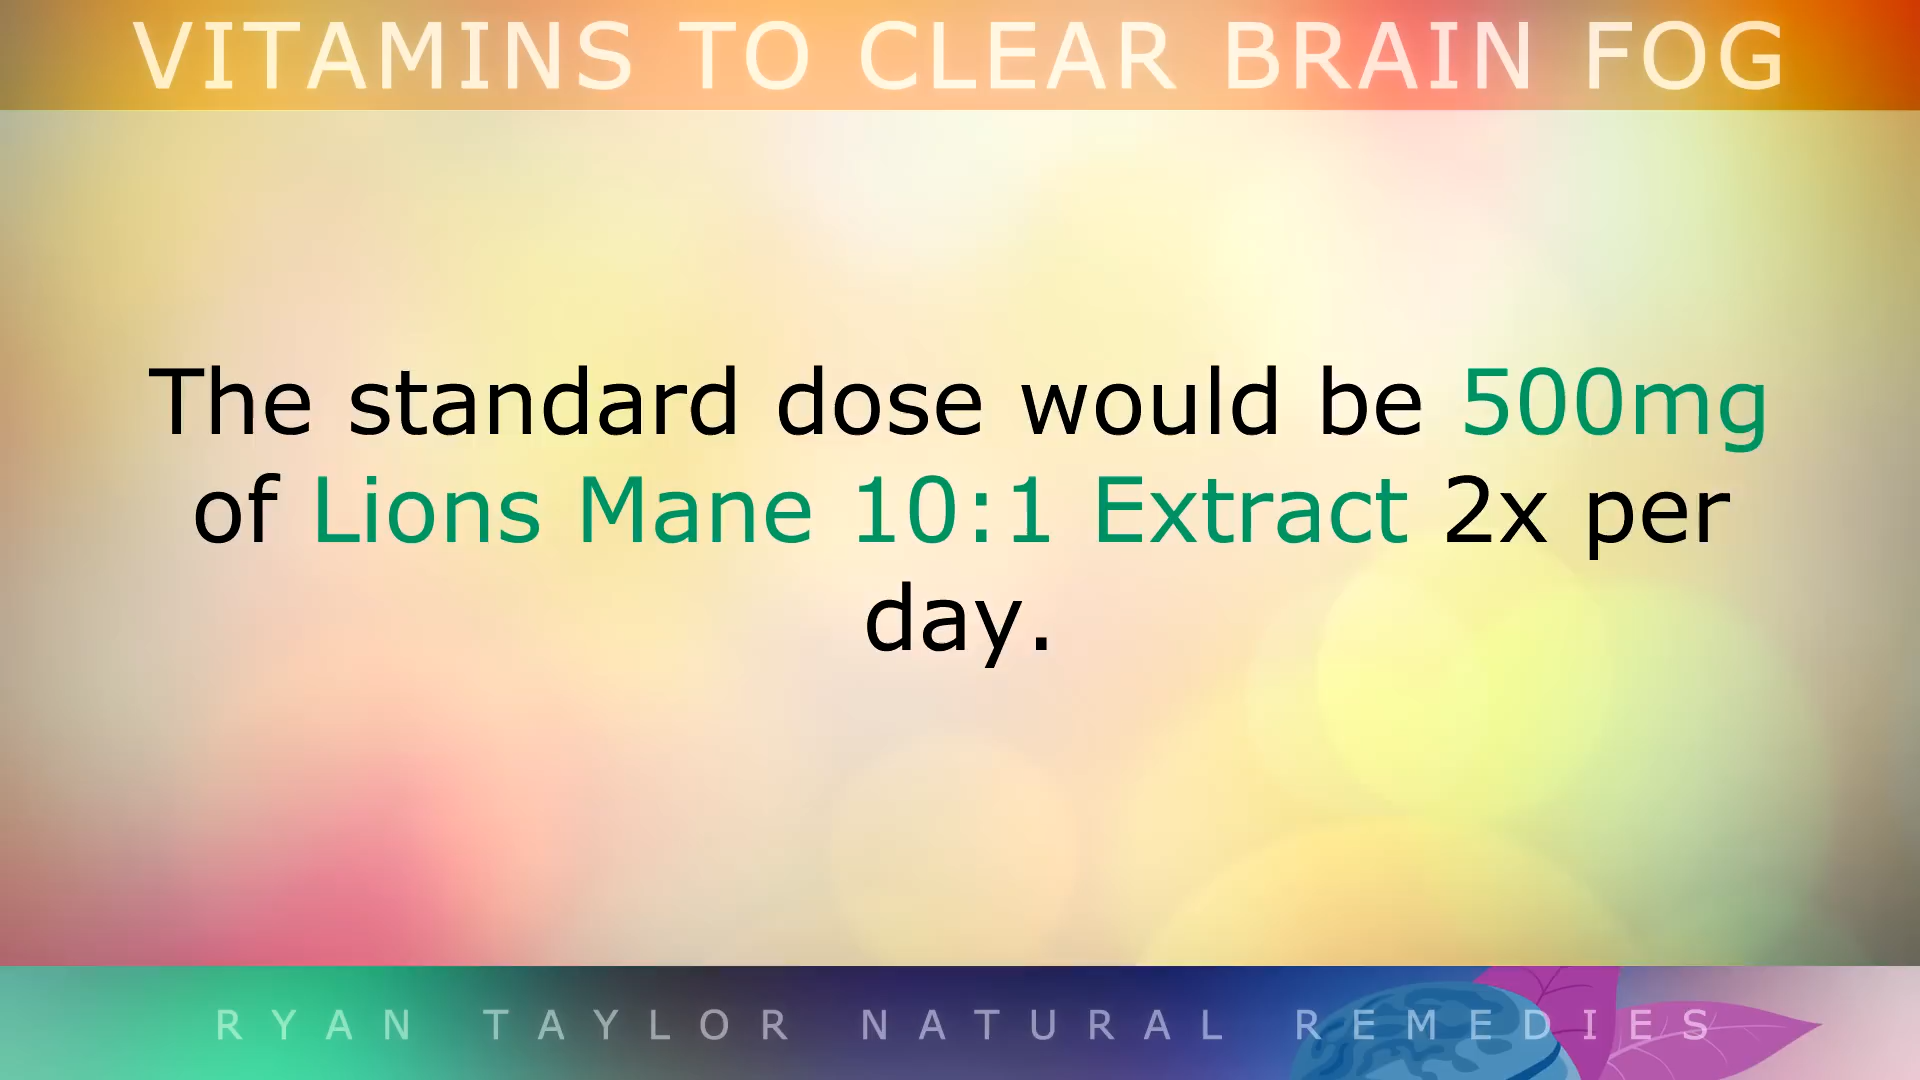 VITAMINS TO CLEAR BRAIN FOG
The standard dose would be 500mg
of Lions Mane 10:1 Extract 2x per
day.
RYAN TAYLOR NATURAL REMEDIES